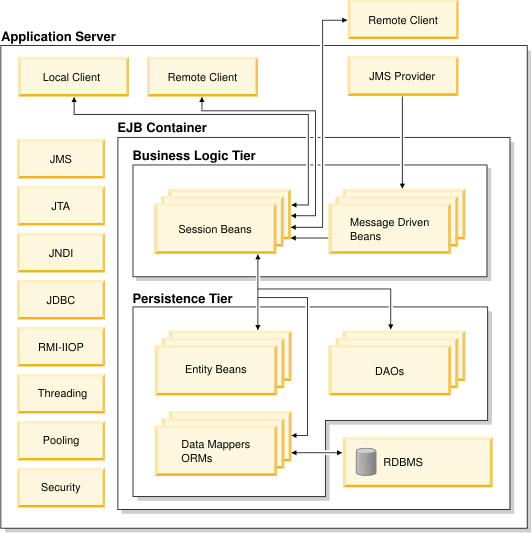 Remote Client
Application Server
Local Client
Remote Client
JMS Provider
EJB Container
Business Logic Tier
JMS
JTA
JNDI
JDBC
RMI-IIOP
Threading
Pooling
Security
Session Beans
Message Driven
Beans
Persistence Tier
Entity Beans
DAOs
Data Mappers
ORMs
RDBMS